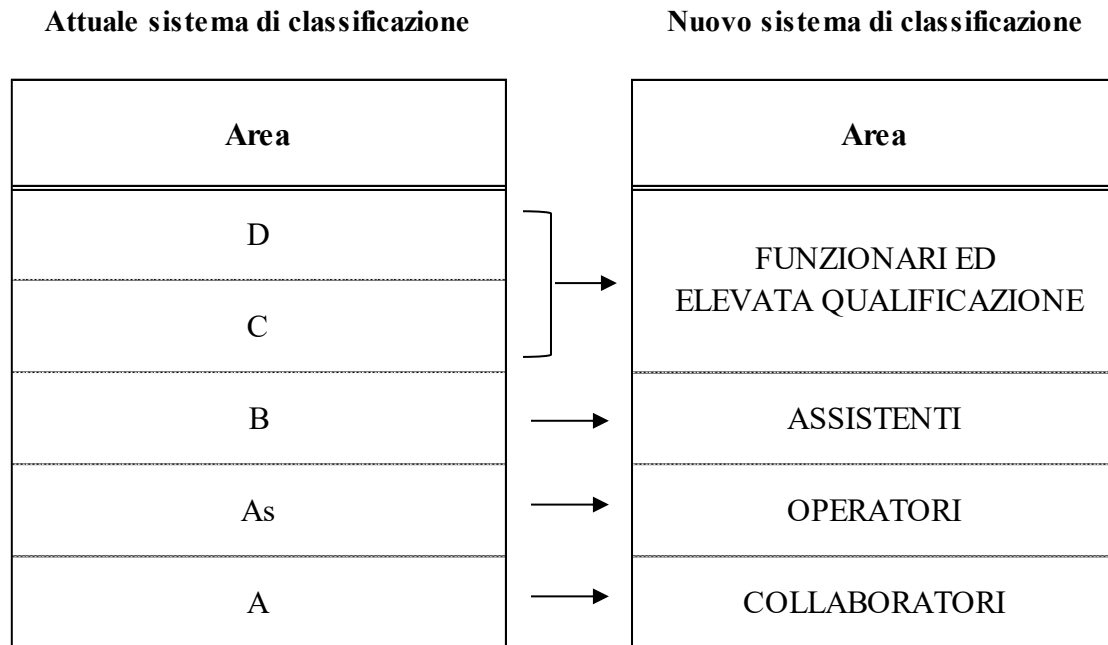 Attuale sistema di classificazione
Nuovo sistema di classificazione
Area
D
C
B
As
A
Area
FUNZIONARI ED
ELEVATA QUALIFICAZIONE
ASSISTENTI
OPERATORI
COLLABORATORI